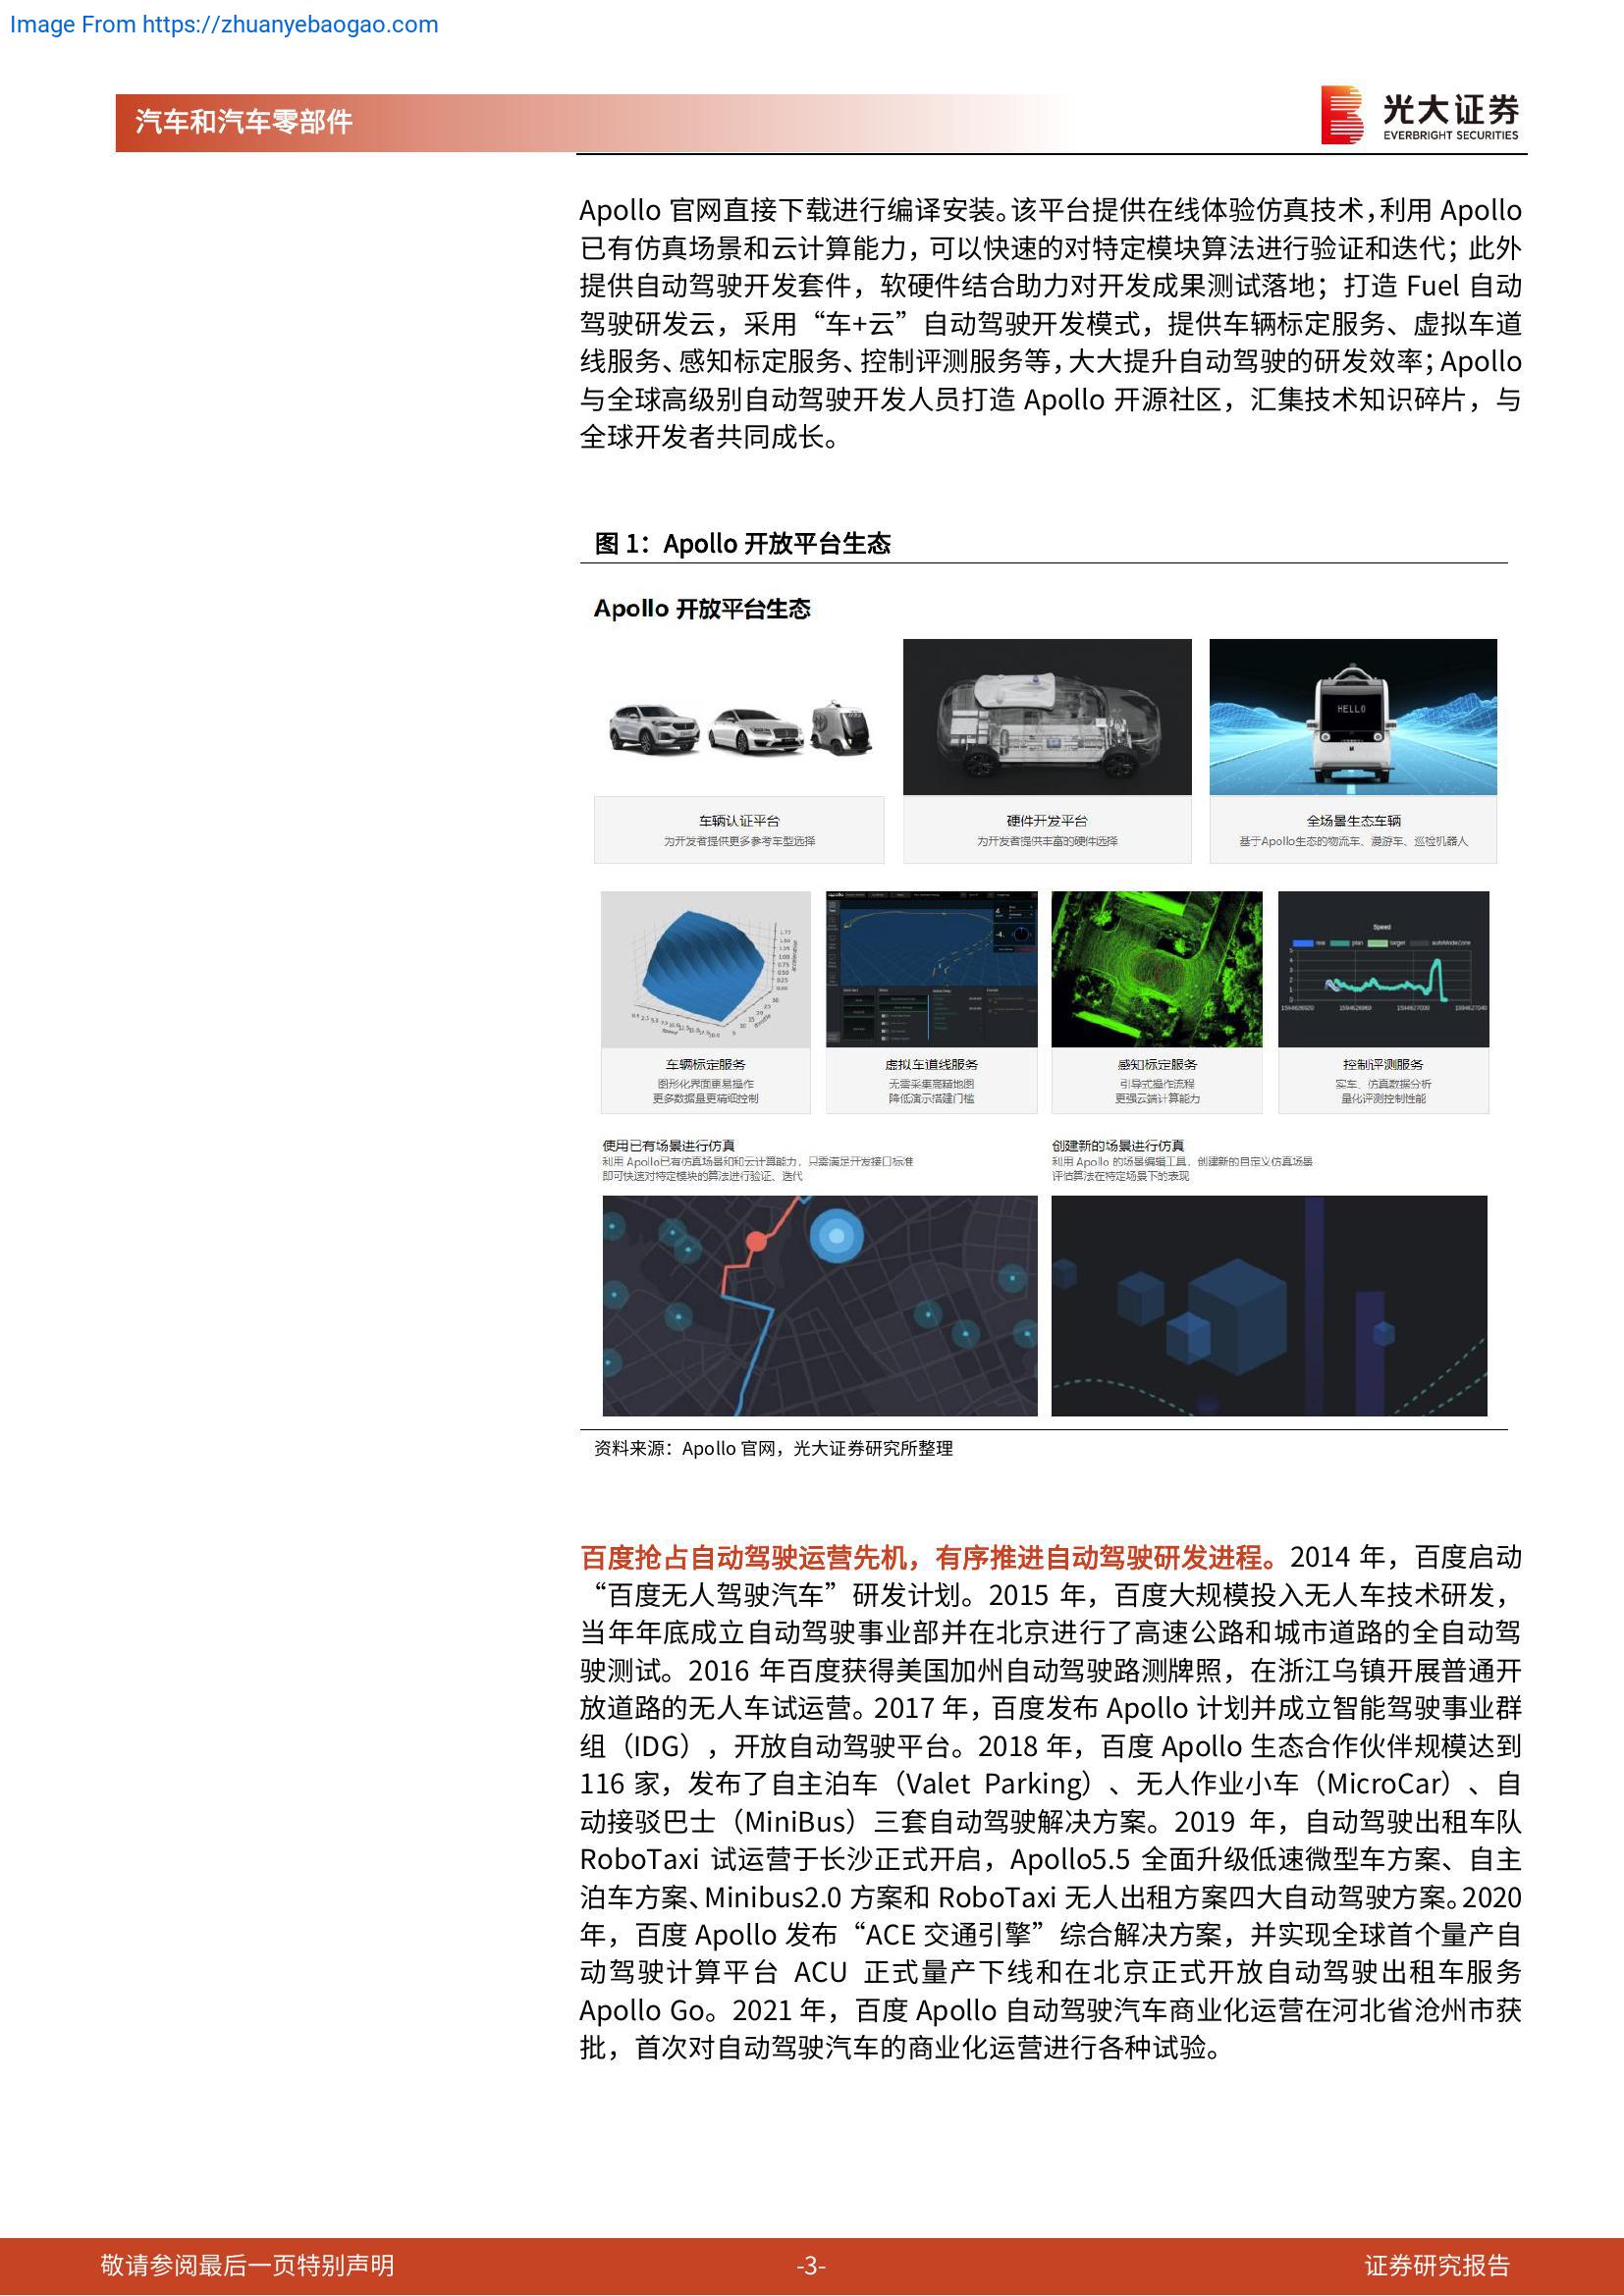 Image From https://zhuanyebaogao.com
汽车和汽车零部件
光大证券
EVERBRIGHT SECURITIES
Apollo 官网直接下载进行编译安装。该平台提供在线体验仿真技术，利用 Apollo
已有仿真场景和云计算能力，可以快速的对特定模块算法进行验证和迭代；此外
提供自动驾驶开发套件，软硬件结合助力对开发成果测试落地；打造 Fuel 自动
驾驶研发云，采用“车+云”自动驾驶开发模式，提供车辆标定服务、虚拟车道
线服务、感知标定服务、控制评测服务等，大大提升自动驾驶的研发效率；Apollo
与全球高级别自动驾驶开发人员打造 Apollo 开源社区，汇集技术知识碎片，与
全球开发者共同成长。
图 1：Apollo 开放平台生态
Apollo 开放平台生态
HELLO
车辆认证平台
为开发者提供更多参考车型选择
硬件开发平台
为开发者提供丰富的硬件选择
全场景生态车辆
基于Apollo生态的物流车、漫游车、巡检机器人
Speed
plan
target
车辆标定服务
图形化界面更易操作
更多数据量更精细控制
虚拟车道线服务
无需采集高精地图
降低演示搭建门槛
感知标定服务
引导式操作流程
更强云端计算能力
控制评测服务
实车、仿真数据分析
量化评测控制性能
使用已有场景进行仿真
利用 Apollo已有仿真场景和和云计算能力，只需满足开发接口标准
即可快速对特定模块的算法进行验证、迭代
创建新的场景进行仿真
利用 Apollo 的场景编辑工具，创建新的自定义仿真场景
评估算法在特定场景下的表现
资料来源：Apollo 官网，光大证券研究所整理
百度抢占自动驾驶运营先机，有序推进自动驾驶研发进程。2014 年，百度启动
“百度无人驾驶汽车”研发计划。2015 年，百度大规模投入无人车技术研发，
当年年底成立自动驾驶事业部并在北京进行了高速公路和城市道路的全自动驾
驶测试。2016 年百度获得美国加州自动驾驶路测牌照，在浙江乌镇开展普通开
放道路的无人车试运营。2017 年，百度发布 Apollo 计划并成立智能驾驶事业群
组（IDG），开放自动驾驶平台。2018 年，百度 Apollo 生态合作伙伴规模达到
116 家，发布了自主泊车（Valet Parking）、无人作业小车（MicroCar）、自
动接驳巴士（MiniBus）三套自动驾驶解决方案。2019 年，自动驾驶出租车队
RoboTaxi 试运营于长沙正式开启，Apollo5.5 全面升级低速微型车方案、自主
泊车方案、Minibus2.0 方案和 RoboTaxi 无人出租方案四大自动驾驶方案。2020
年，百度 Apollo 发布“ACE 交通引擎”综合解决方案，并实现全球首个量产自
动驾驶计算平台 ACU 正式量产下线和在北京正式开放自动驾驶出租车服务
Apollo Go。2021 年，百度 Apollo 自动驾驶汽车商业化运营在河北省沧州市获
批，首次对自动驾驶汽车的商业化运营进行各种试验。
敬请参阅最后一页特别声明
-3-
证券研究报告